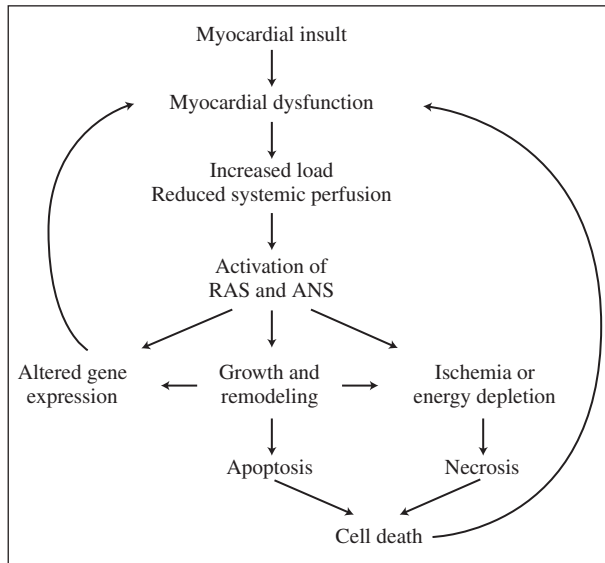 Myocardial insult
Myocardial dysfunction
Increased load
Reduced systemic perfusion
Activation of
RAS and ANS
Altered gene
expression
Growth and
remodeling
Ischemia or
energy depletion
Apoptosis
Necrosis
Cell death